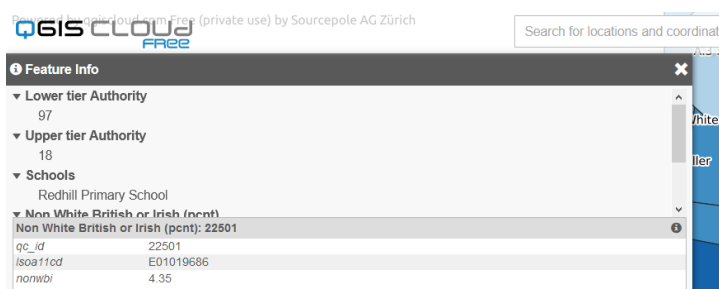 Powered by qgiscloud.com Free (private use) by Sourcepole AG Zürich
QGIS CLOUD
FREE
Search for locations and coordinat
Feature Info
Lower tier Authority
97
Upper tier Authority
18
Schools
Redhill Primary School
Non White British or Irish (pcnt)
Non White British or Irish (pcnt): 22501
qc_id 22501
lsoa11cd E01019686
nonwbi 4.35
White
ller